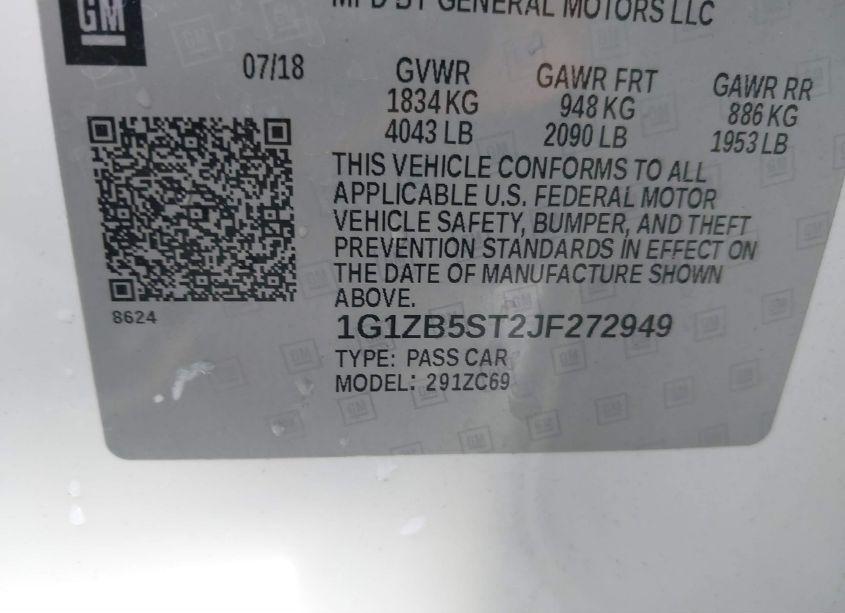 GM
MFD BY GENERAL MOTORS LLC
07/18
GVWR
GAWR FRT
GAWR RR
1834 KG
948 KG
886 KG
4043 LB
2090 LB
1953 LB
THIS VEHICLE CONFORMS TO ALL
APPLICABLE U.S. FEDERAL MOTOR
VEHICLE SAFETY, BUMPER, AND THEFT
PREVENTION STANDARDS IN EFFECT ON
THE DATE OF MANUFACTURE SHOWN
ABOVE.
8624
1G1ZB5ST2JF272949
TYPE: PASS CAR
MODEL: 291ZC69